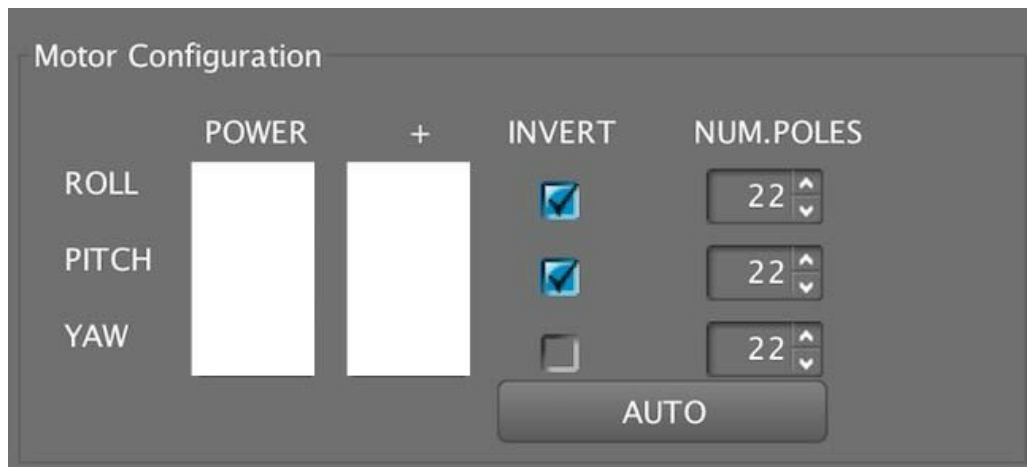 Motor Configuration
POWER + INVERT NUM.POLES
ROLL 22
PITCH 22
YAW 22
AUTO